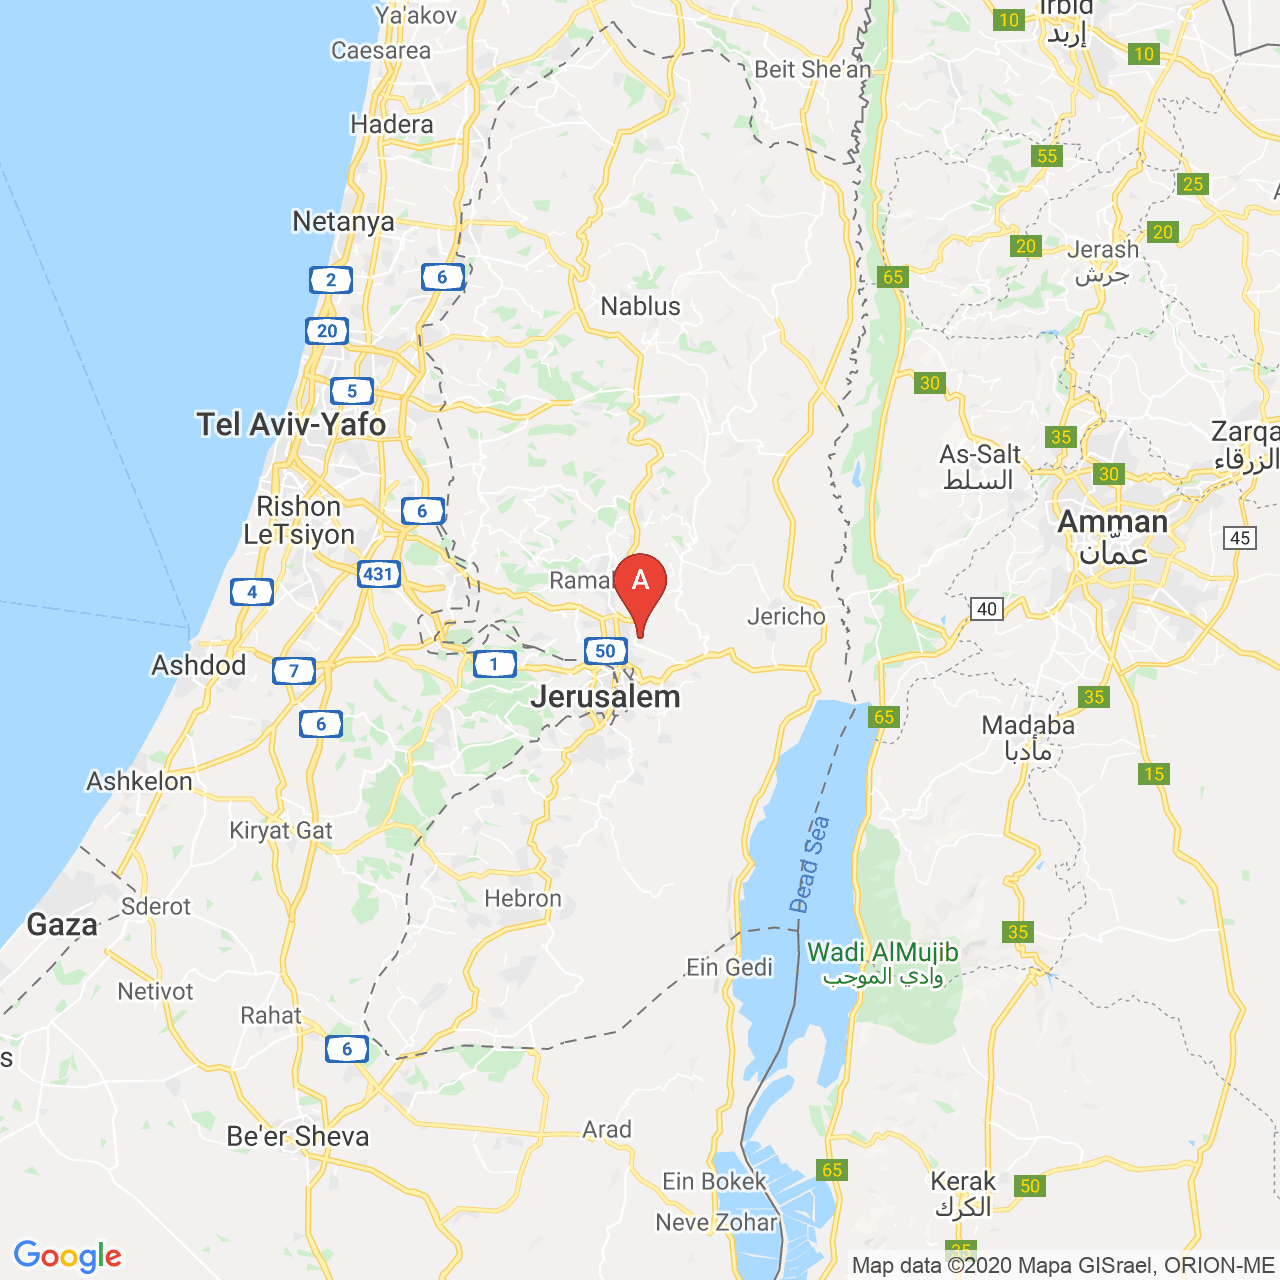 Ya'akov
Caesarea
Irbid
إربد
10
10
Beit She'an
Hadera
55
25
Netanya
20
20
Jerash
جرش
2
6
65
Nablus
20
5
30
Tel Aviv-Yafo
35
Zarqa
الزرقاء
As-Salt
السلط
30
Rishon
LeTsiyon
6
Amman
عمّان
45
431
4
Ramal
A
40
Jericho
50
Ashdod
7
1
Jerusalem
35
6
65
Madaba
مأدبا
15
Ashkelon
Kiryat Gat
Dead Sea
Hebron
Sderot
Gaza
35
Wadi AlMujib
وادي الموجب
Ein Gedi
Netivot
Rahat
6
s
Be'er Sheva
Arad
65
Ein Bokek
Kerak
الكرك
50
Neve Zohar
35
Google
Map data ©2020 Mapa GISrael, ORION-ME